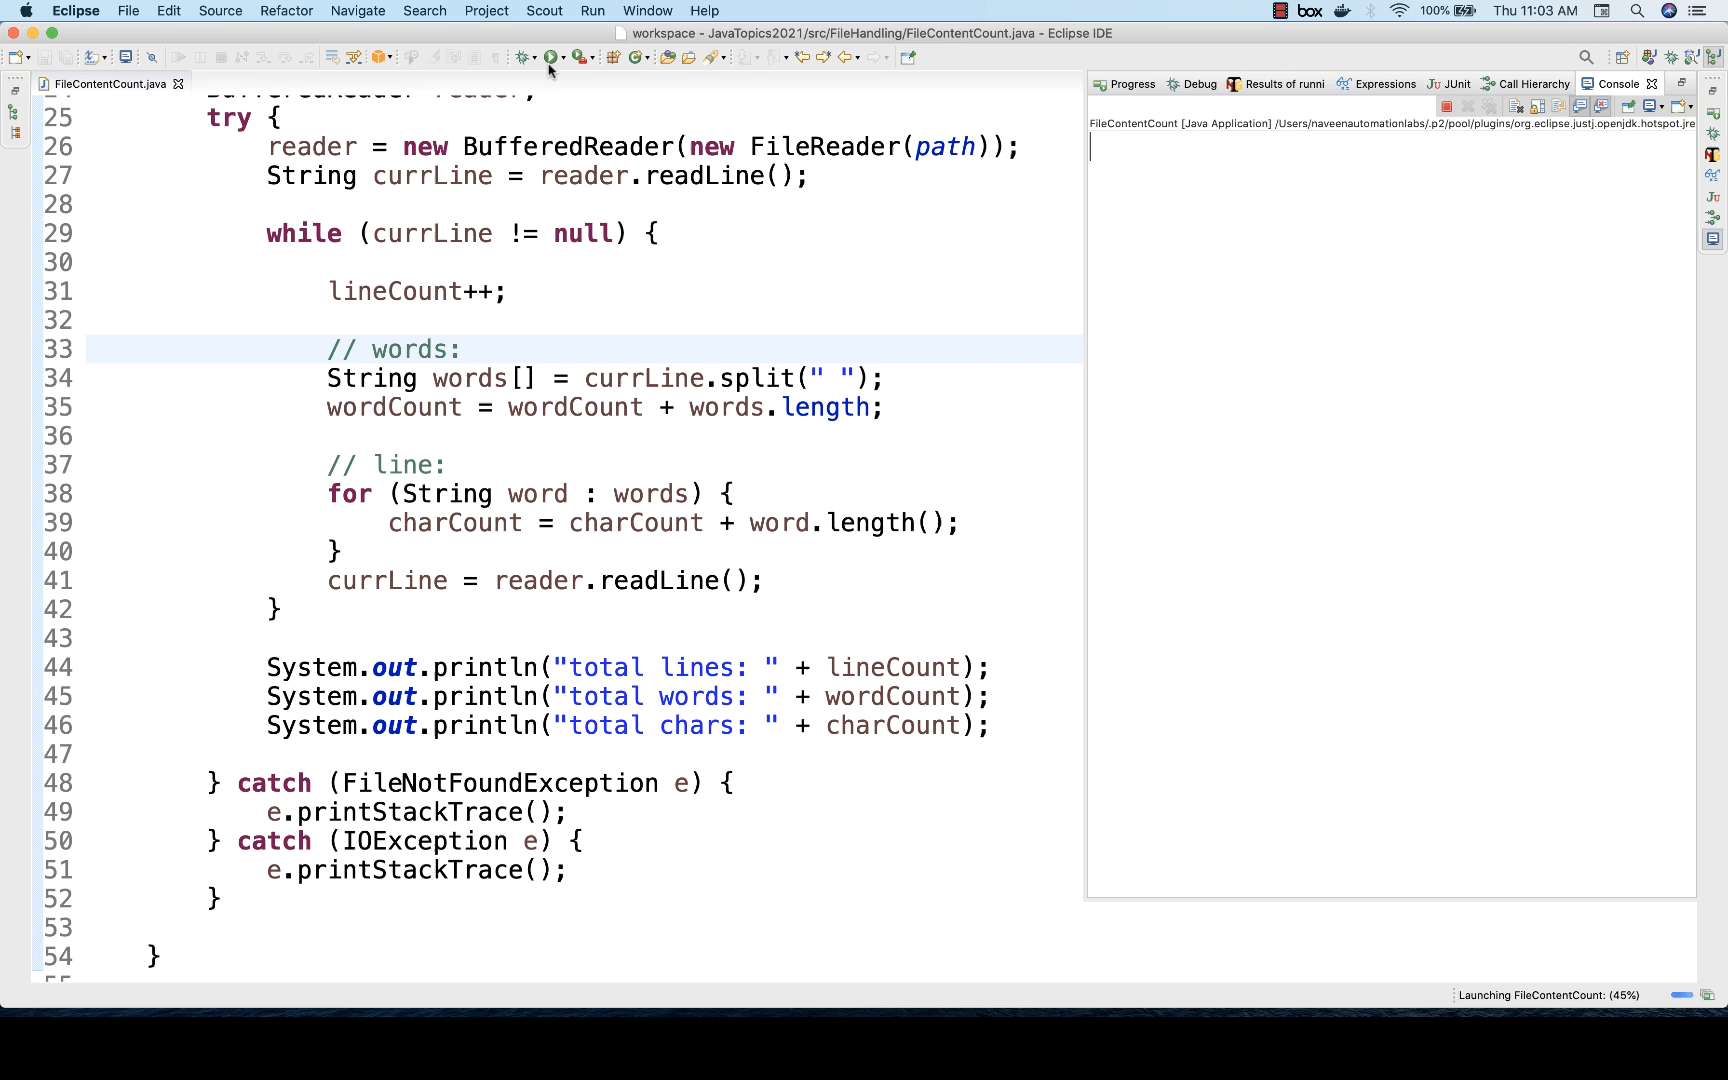 Eclipse File Edit Source Refactor Navigate Search Project Scout Run Window Help box 100% Thu 11:03 AM
workspace - JavaTopics2021/src/FileHandling/FileContentCount.java - Eclipse IDE
FileContentCount.java Progress Debug Results of runni Expressions JUnit Call Hierarchy Console
FileContentCount [Java Application] /Users/naveenautomationlabs/.p2/pool/plugins/org.eclipse.justj.openjdk.hotspot.jre
25 try {
26 reader = new BufferedReader(new FileReader(path));
27 String currLine = reader.readLine();
28
29 while (currLine != null) {
30
31 lineCount++;
32
33 // words:
34 String words[] = currLine.split(" ");
35 wordCount = wordCount + words.length;
36
37 // line:
38 for (String word : words) {
39 charCount = charCount + word.length();
40 }
41 currLine = reader.readLine();
42 }
43
44 System.out.println("total lines: " + lineCount);
45 System.out.println("total words: " + wordCount);
46 System.out.println("total chars: " + charCount);
47
48 } catch (FileNotFoundException e) {
49 e.printStackTrace();
50 } catch (IOException e) {
51 e.printStackTrace();
52 }
53
54 }
Launching FileContentCount: (45%)